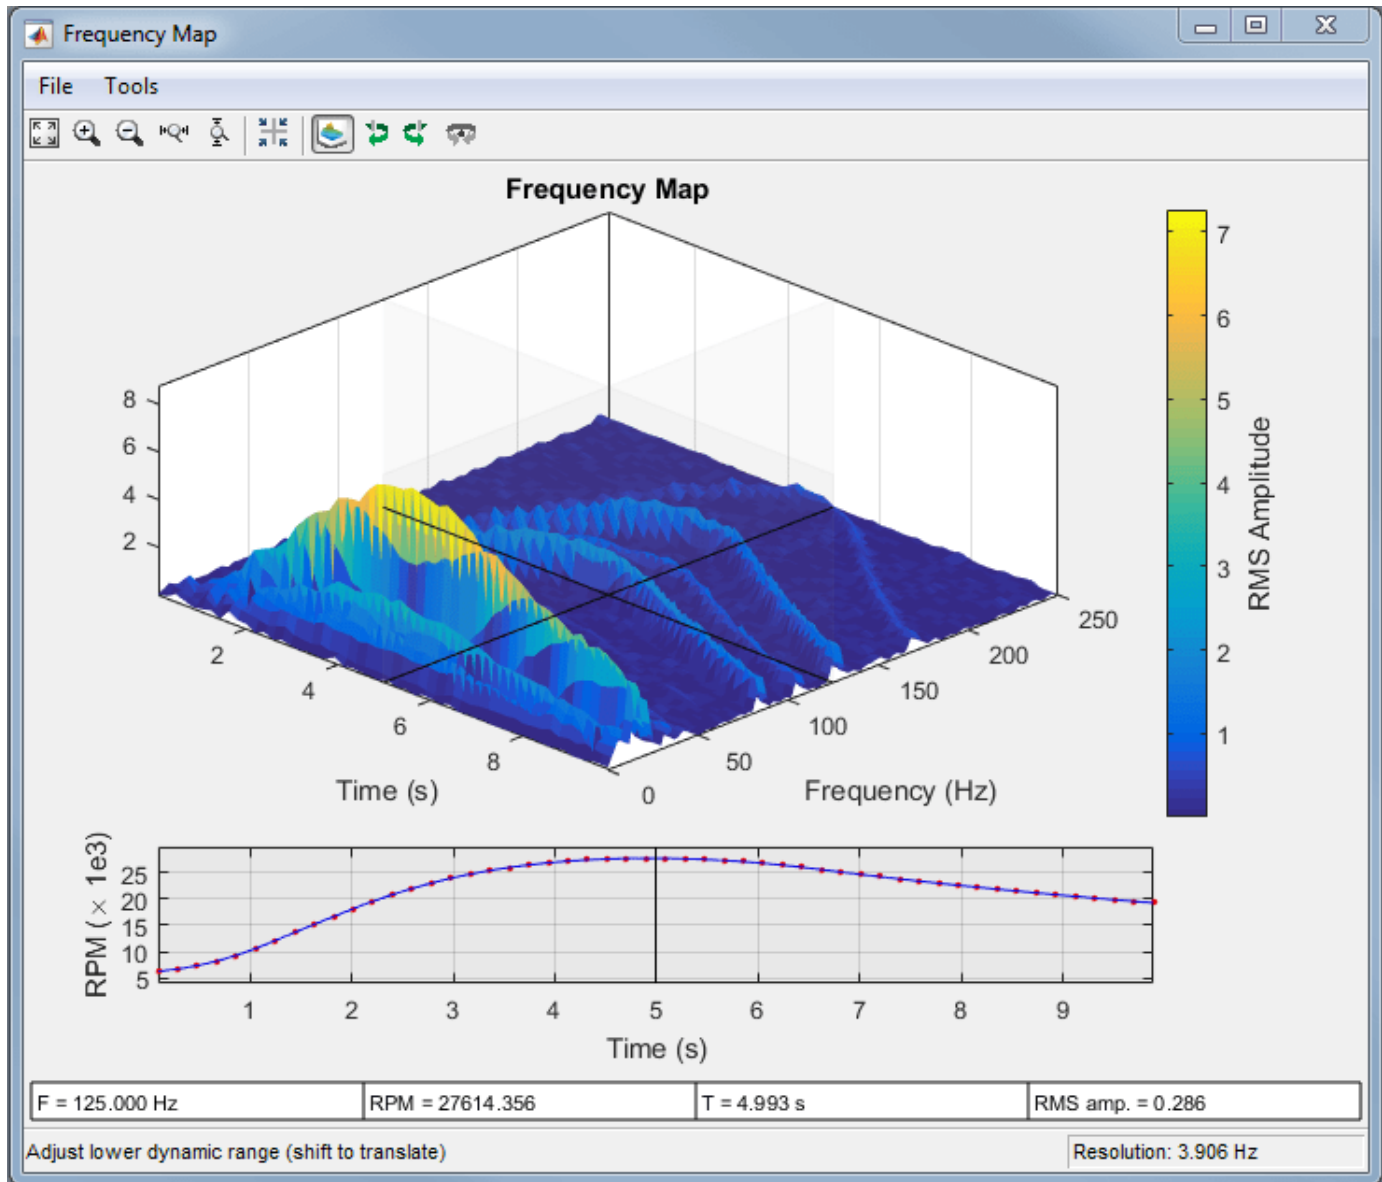 Frequency Map
File Tools
Frequency Map
8
6
4
2
2
4
6
8
Time (s)
0
50
100
150
200
250
Frequency (Hz)
7
6
5
4
3
2
1
RMS Amplitude
RPM (× 1e3)
25
20
15
10
5
1 2 3 4 5 6 7 8 9
Time (s)
F = 125.000 Hz RPM = 27614.356 T = 4.993 s RMS amp. = 0.286
Adjust lower dynamic range (shift to translate) Resolution: 3.906 Hz